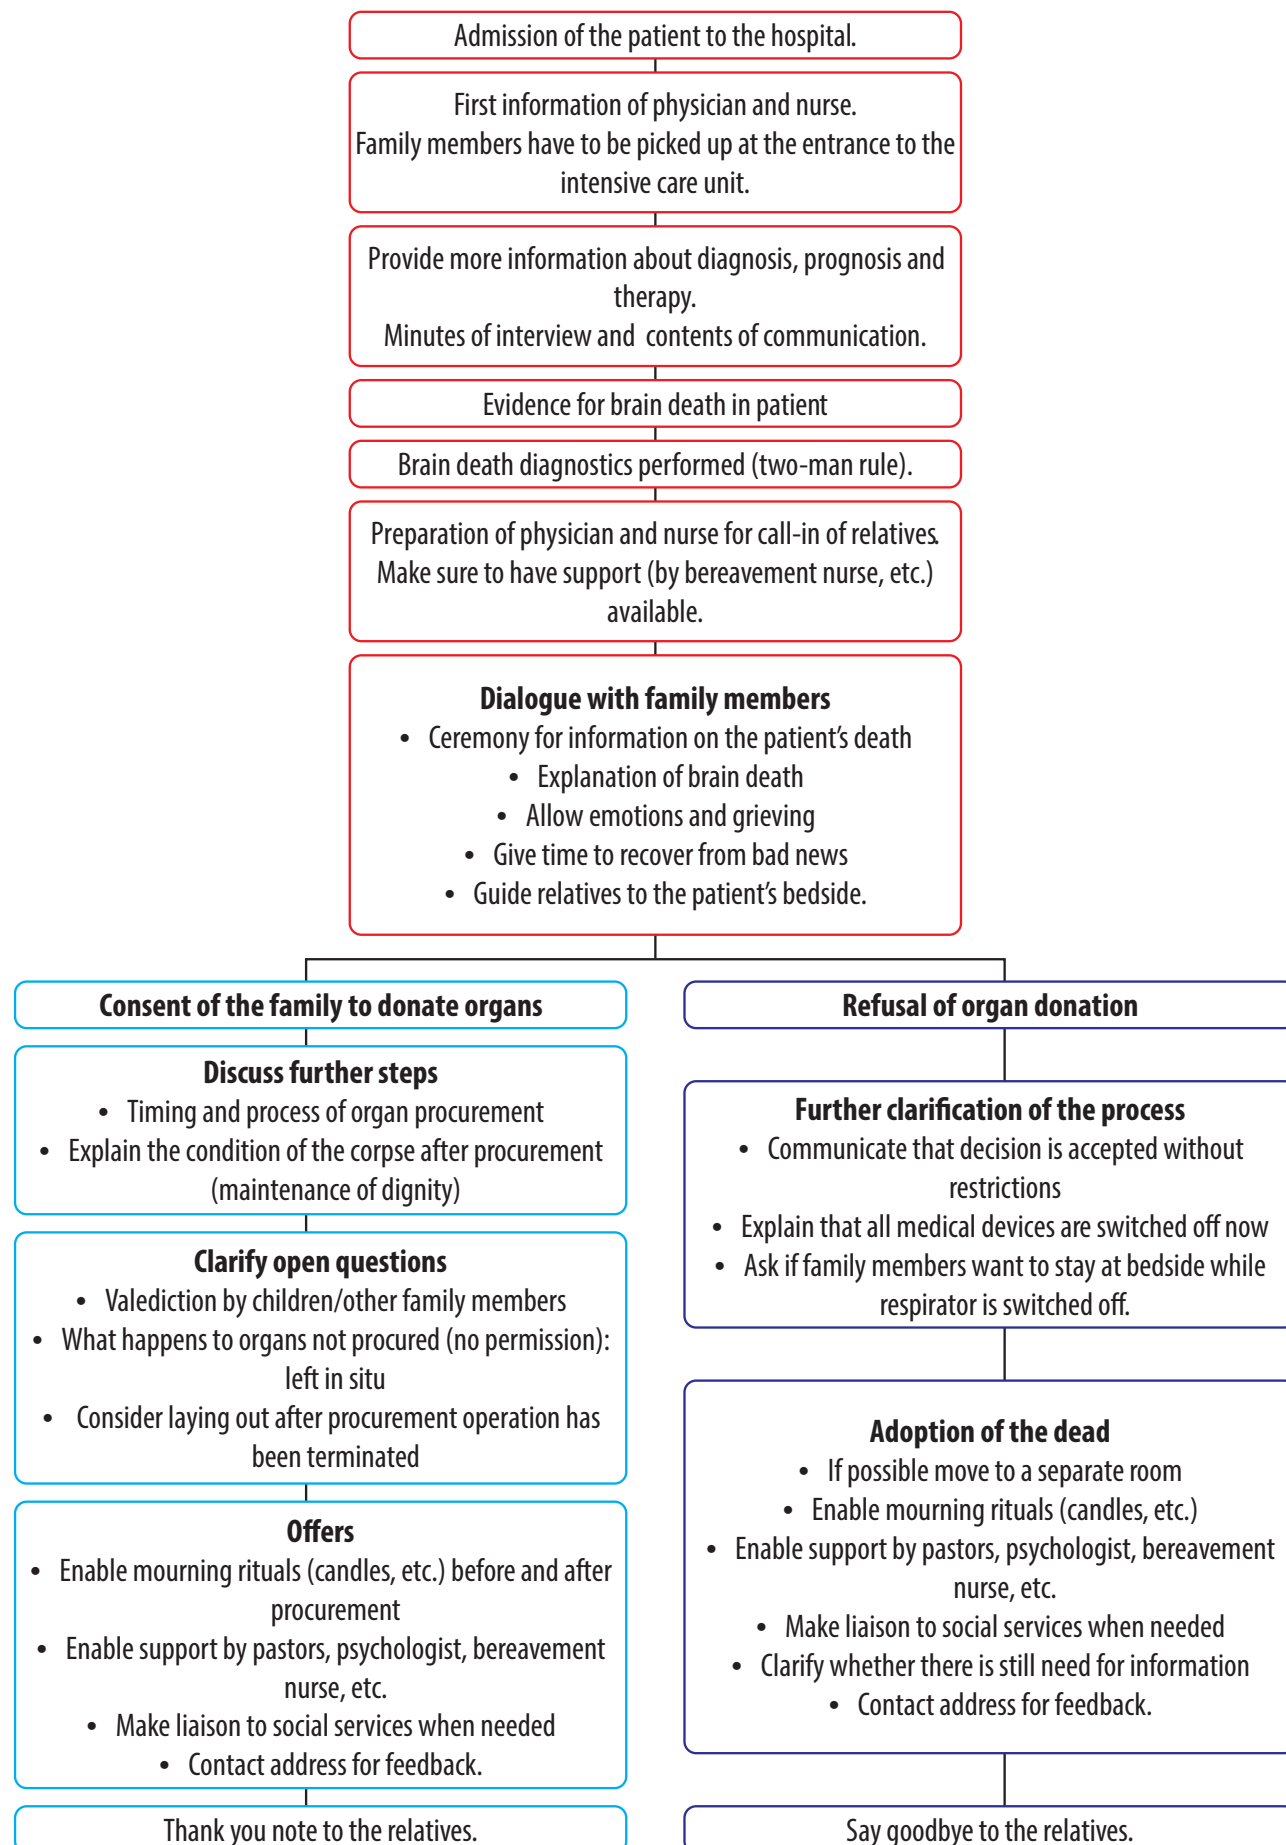 Admission of the patient to the hospital.
First information of physician and nurse.
Family members have to be picked up at the entrance to the
intensive care unit.
Provide more information about diagnosis, prognosis and
therapy.
Minutes of interview and contents of communication.
Evidence for brain death in patient
Brain death diagnostics performed (two-man rule).
Preparation of physician and nurse for call-in of relatives.
Make sure to have support (by bereavement nurse, etc.)
available.
Dialogue with family members
• Ceremony for information on the patient’s death
• Explanation of brain death
• Allow emotions and grieving
• Give time to recover from bad news
• Guide relatives to the patient’s bedside.
Consent of the family to donate organs
Discuss further steps
• Timing and process of organ procurement
• Explain the condition of the corpse after procurement
(maintenance of dignity)
Clarify open questions
• Valediction by children/other family members
• What happens to organs not procured (no permission):
left in situ
• Consider laying out after procurement operation has
been terminated
Offers
• Enable mourning rituals (candles, etc.) before and after
procurement
• Enable support by pastors, psychologist, bereavement
nurse, etc.
• Make liaison to social services when needed
• Contact address for feedback.
Thank you note to the relatives.
Refusal of organ donation
Further clarification of the process
• Communicate that decision is accepted without
restrictions
• Explain that all medical devices are switched off now
• Ask if family members want to stay at bedside while
respirator is switched off.
Adoption of the dead
• If possible move to a separate room
• Enable mourning rituals (candles, etc.)
• Enable support by pastors, psychologist, bereavement
nurse, etc.
• Make liaison to social services when needed
• Clarify whether there is still need for information
• Contact address for feedback.
Say goodbye to the relatives.